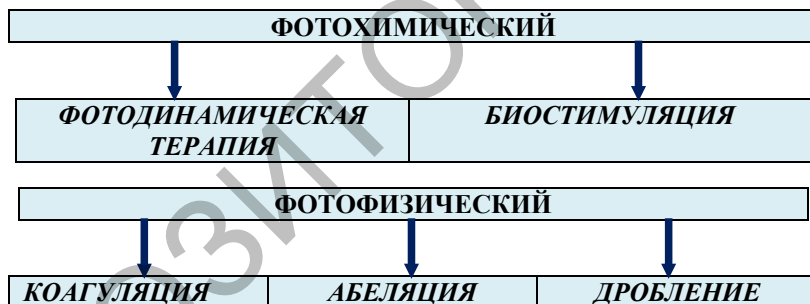 ФОТОХИМИЧЕСКИЙ
ФОТОДИНАМИЧЕСКАЯ ТЕРАПИЯ
БИОСТИМУЛЯЦИЯ
ФОТОФИЗИЧЕСКИЙ
КОАГУЛЯЦИЯ
АБЕЛЯЦИЯ
ДРОБЛЕНИЕ